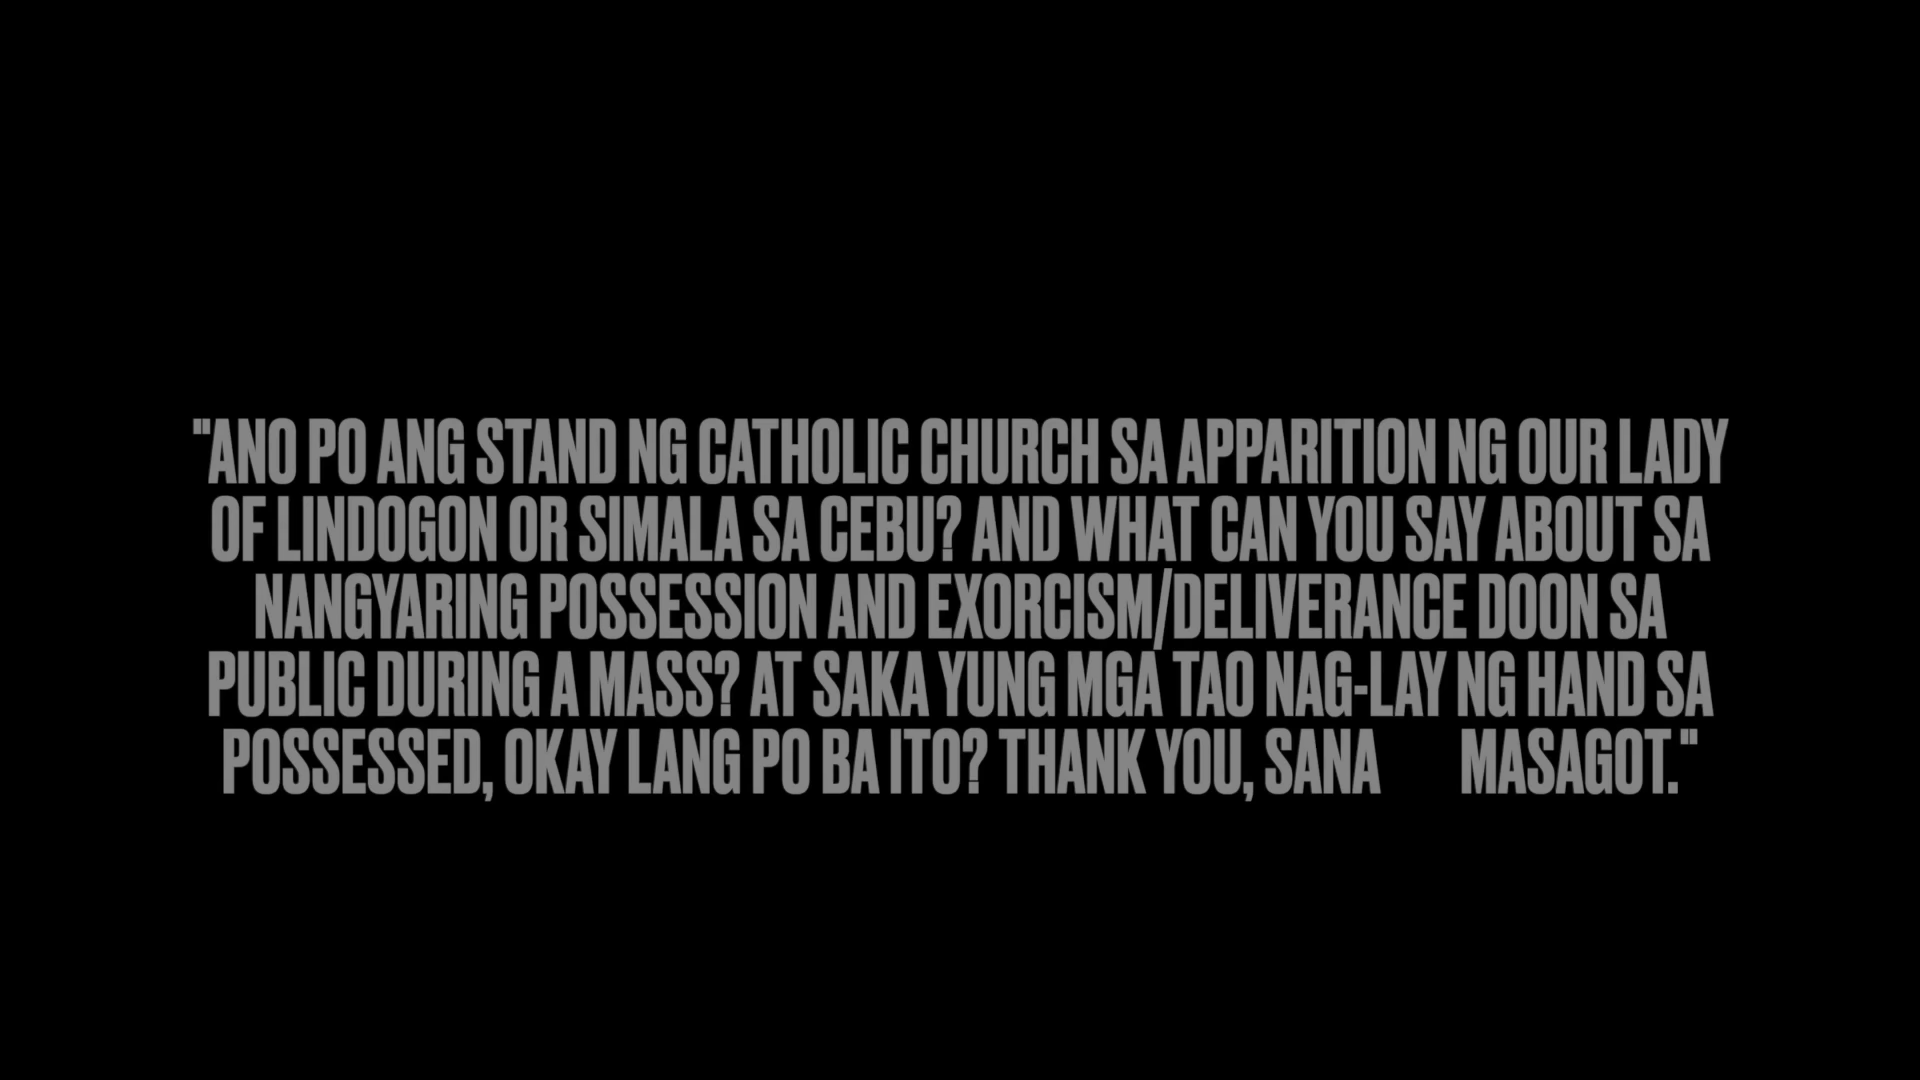 "ANO PO ANG STAND NG CATHOLIC CHURCH SA APPARITION NG OUR LADY
OF LINDOGON OR SIMALA SA CEBU? AND WHAT CAN YOU SAY ABOUT SA
NANGYARING POSSESSION AND EXORCISM/DELIVERANCE DOON SA
PUBLIC DURING A MASS? AT SAKA YUNG MGA TAO NAG-LAY NG HAND SA
POSSESSED, OKAY LANG PO BA ITO? THANK YOU, SANA MASAGOT."